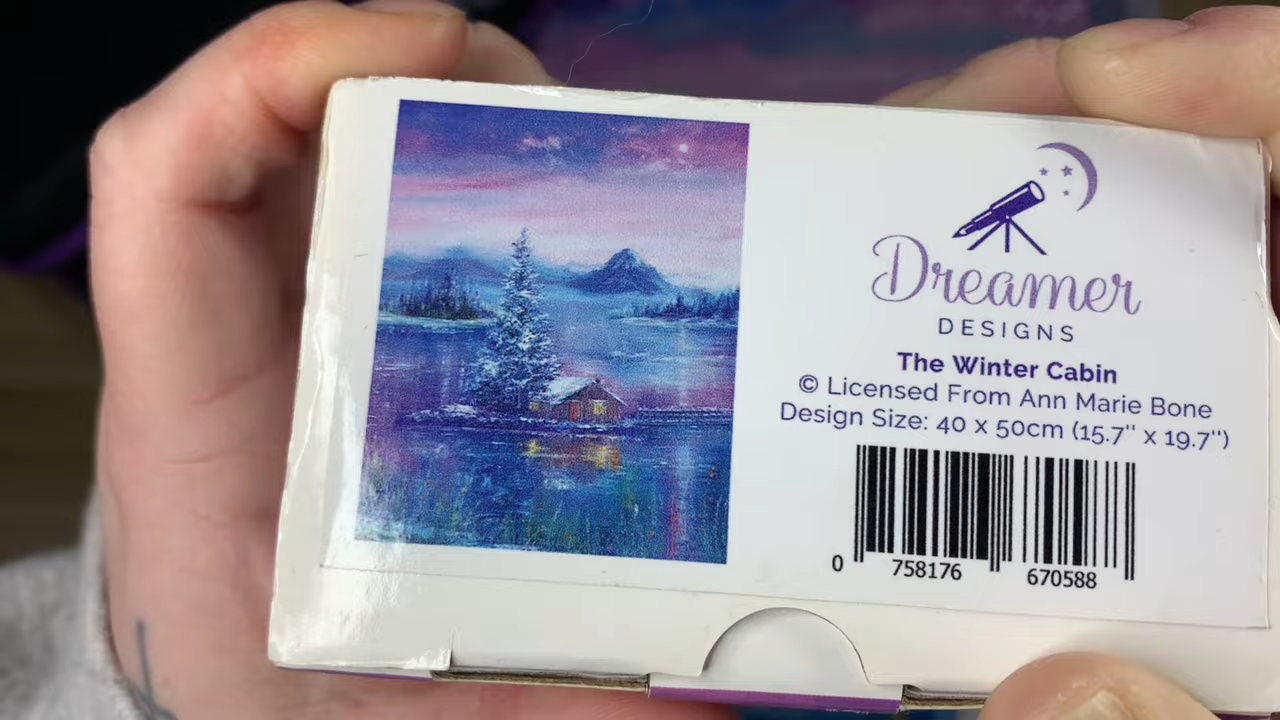 Dreamer
DESIGNS
The Winter Cabin
© Licensed From Ann Marie Bone
Design Size: 40 x 50cm (15.7" x 19.7")
0 758176 670588